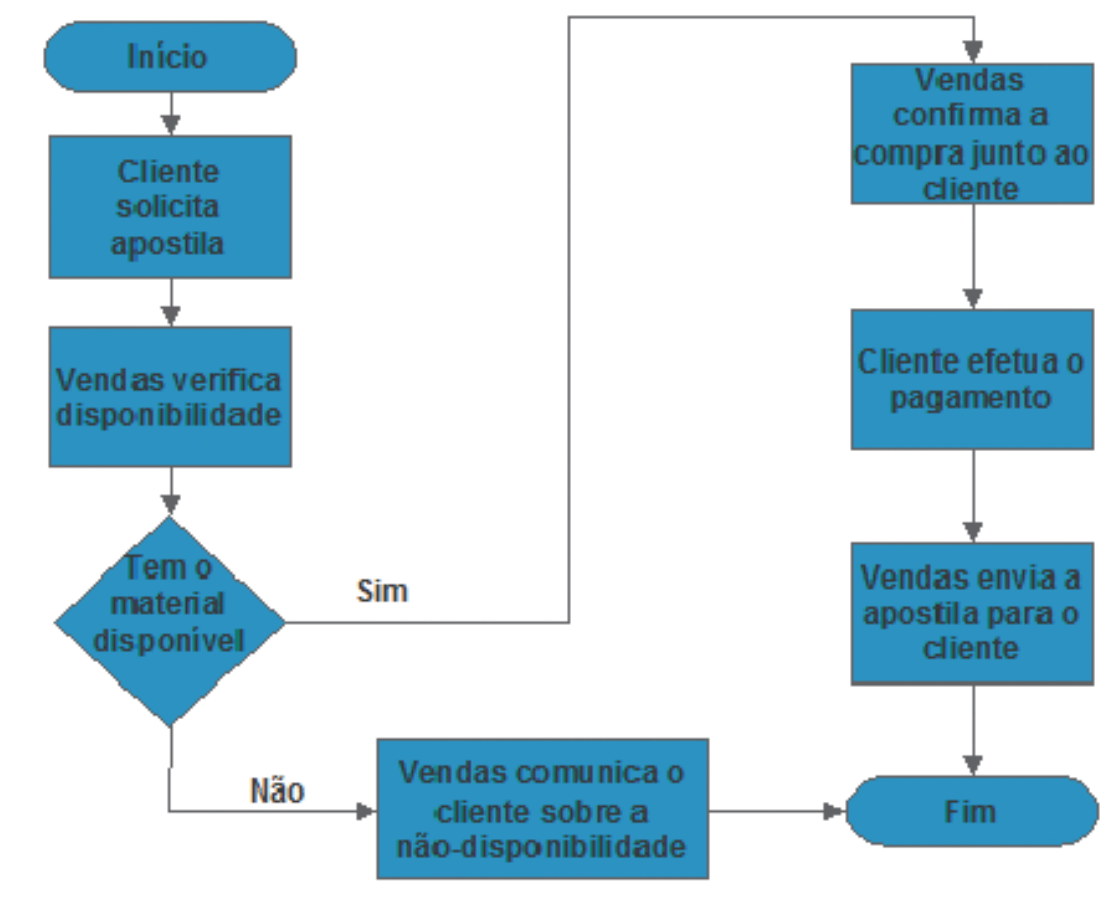 Início
Cliente
solicita
apostila
Vendas verifica
disponibilidade
Tem o
material
disponível
Sim
Não
Vendas comunica o
cliente sobre a
não-disponibilidade
Vendas
confirma a
compra junto ao
cliente
Cliente efetua o
pagamento
Vendas envia a
apostila para o
cliente
Fim